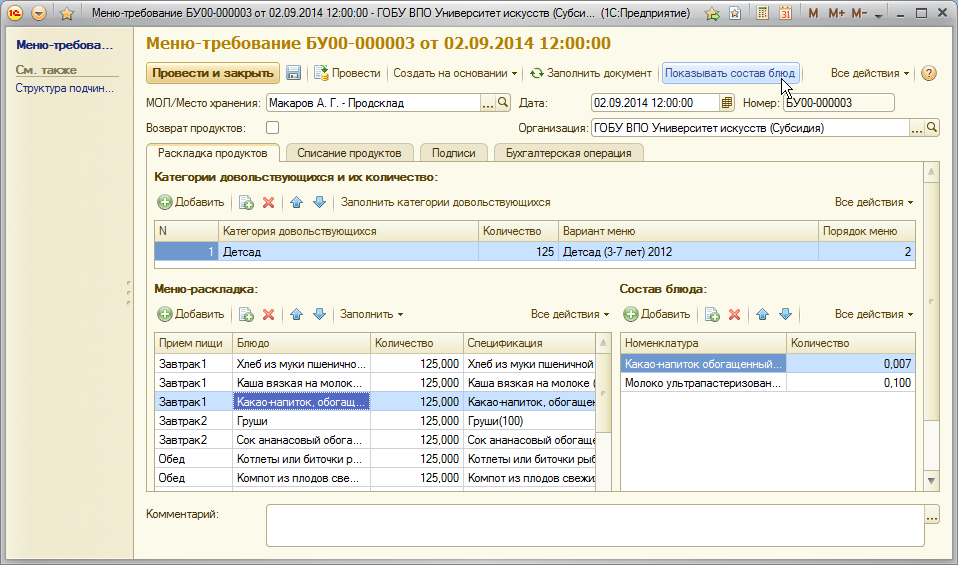 Меню-требование БУ00-000003 от 02.09.2014 12:00:00 - ГОБУ ВПО Университет искусств (Субси... (1С:Предприятие)
M M+ M-
Меню-требова...
См. также
Структура подчин...
Меню-требование БУ00-000003 от 02.09.2014 12:00:00
Провести и закрыть Провести Создать на основании Заполнить документ Показывать состав блюд Все действия ?
МОЛ/Место хранения: Макаров А. Г. - Продсклад ... Дата: 02.09.2014 12:00:00 Номер: БУ00-000003
Возврат продуктов: Организация: ГОБУ ВПО Университет искусств (Субсидия) ...
Раскладка продуктов Списание продуктов Подписи Бухгалтерская операция
Категории довольствующихся и их количество:
Добавить Заполнить категории довольствующихся Все действия
N Категория довольствующихся Количество Вариант меню Порядок меню
1 Детсад 125 Детсад (3-7 лет) 2012 2
Меню-раскладка:
Добавить Заполнить Все действия
Прием пищи Блюдо Количество Спецификация
Завтрак1 Хлеб из муки пшенично... 125,000 Хлеб из муки пшеничной
Завтрак1 Каша вязкая на молок... 125,000 Каша вязкая на молоке (
Завтрак1 Какао-напиток, обогащ... 125,000 Какао-напиток, обогащен
Завтрак2 Груши 125,000 Груши(100)
Завтрак2 Сок ананасовый обога... 125,000 Сок ананасовый обогаще
Обед Котлеты или биточки р... 125,000 Котлеты или биточки рыб
Обед Компот из плодов све... 125,000 Компот из плодов свежи
Состав блюда:
Добавить Все действия
Номенклатура Количество
Какао-напиток обогащенный... 0,007
Молоко ультрапастеризован... 0,100
Комментарий: ...